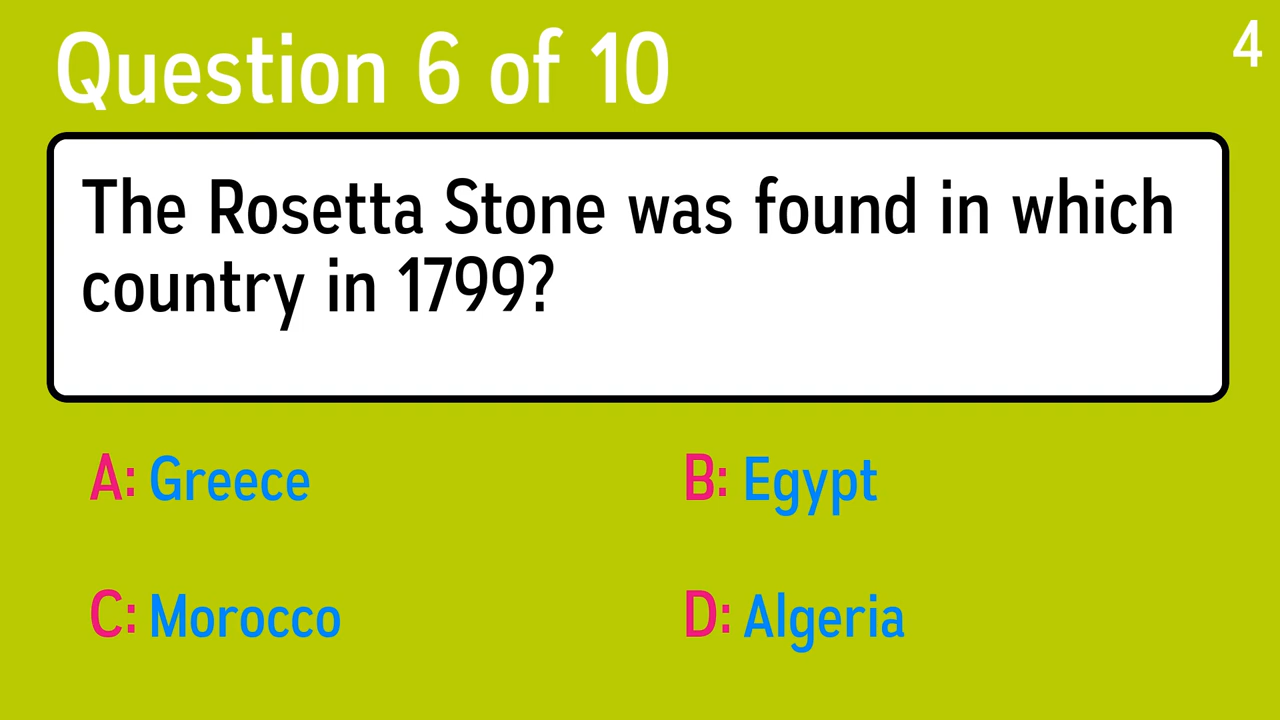 Question 6 of 10
4
The Rosetta Stone was found in which
country in 1799?
A: Greece
B: Egypt
C: Morocco
D: Algeria